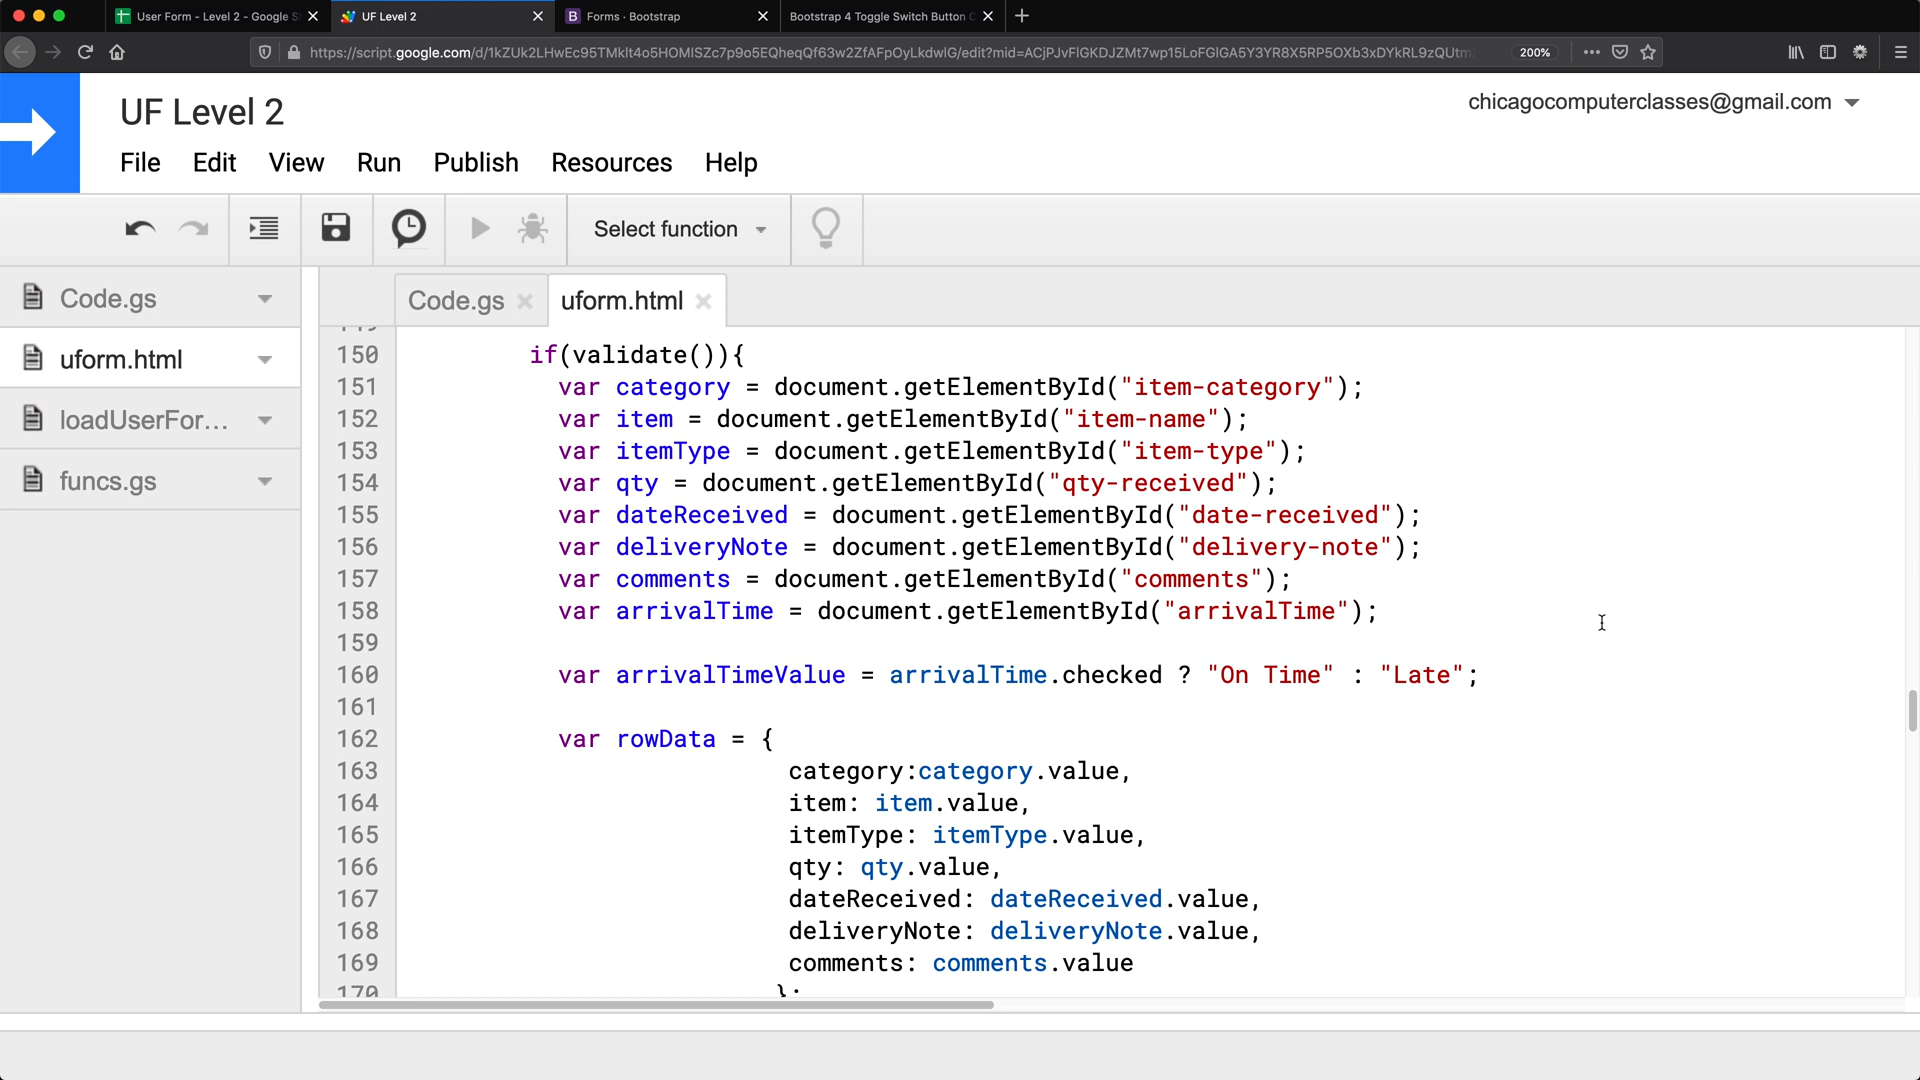 User Form - Level 2 - Google S
UF Level 2
B Forms · Bootstrap
Bootstrap 4 Toggle Switch Button C
https://script.google.com/d/1kZUk2LHwEc95TMklt4o5HOMISZc7p9o5EQheqQf63w2ZfAFpOyLkdwlG/edit?mid=ACjPJvFlGKDJZMt7wp15LoFGlGA5Y3YR8X5RP5OXb3xDYkRL9zQUtm
200%
UF Level 2
chicagocomputerclasses@gmail.com
File Edit View Run Publish Resources Help
Select function
Code.gs
uform.html
loadUserFor...
funcs.gs
Code.gs
uform.html
149
150 if(validate()){
151 var category = document.getElementById("item-category");
152 var item = document.getElementById("item-name");
153 var itemType = document.getElementById("item-type");
154 var qty = document.getElementById("qty-received");
155 var dateReceived = document.getElementById("date-received");
156 var deliveryNote = document.getElementById("delivery-note");
157 var comments = document.getElementById("comments");
158 var arrivalTime = document.getElementById("arrivalTime");
159
160 var arrivalTimeValue = arrivalTime.checked ? "On Time" : "Late";
161
162 var rowData = {
163 category:category.value,
164 item: item.value,
165 itemType: itemType.value,
166 qty: qty.value,
167 dateReceived: dateReceived.value,
168 deliveryNote: deliveryNote.value,
169 comments: comments.value
170 };